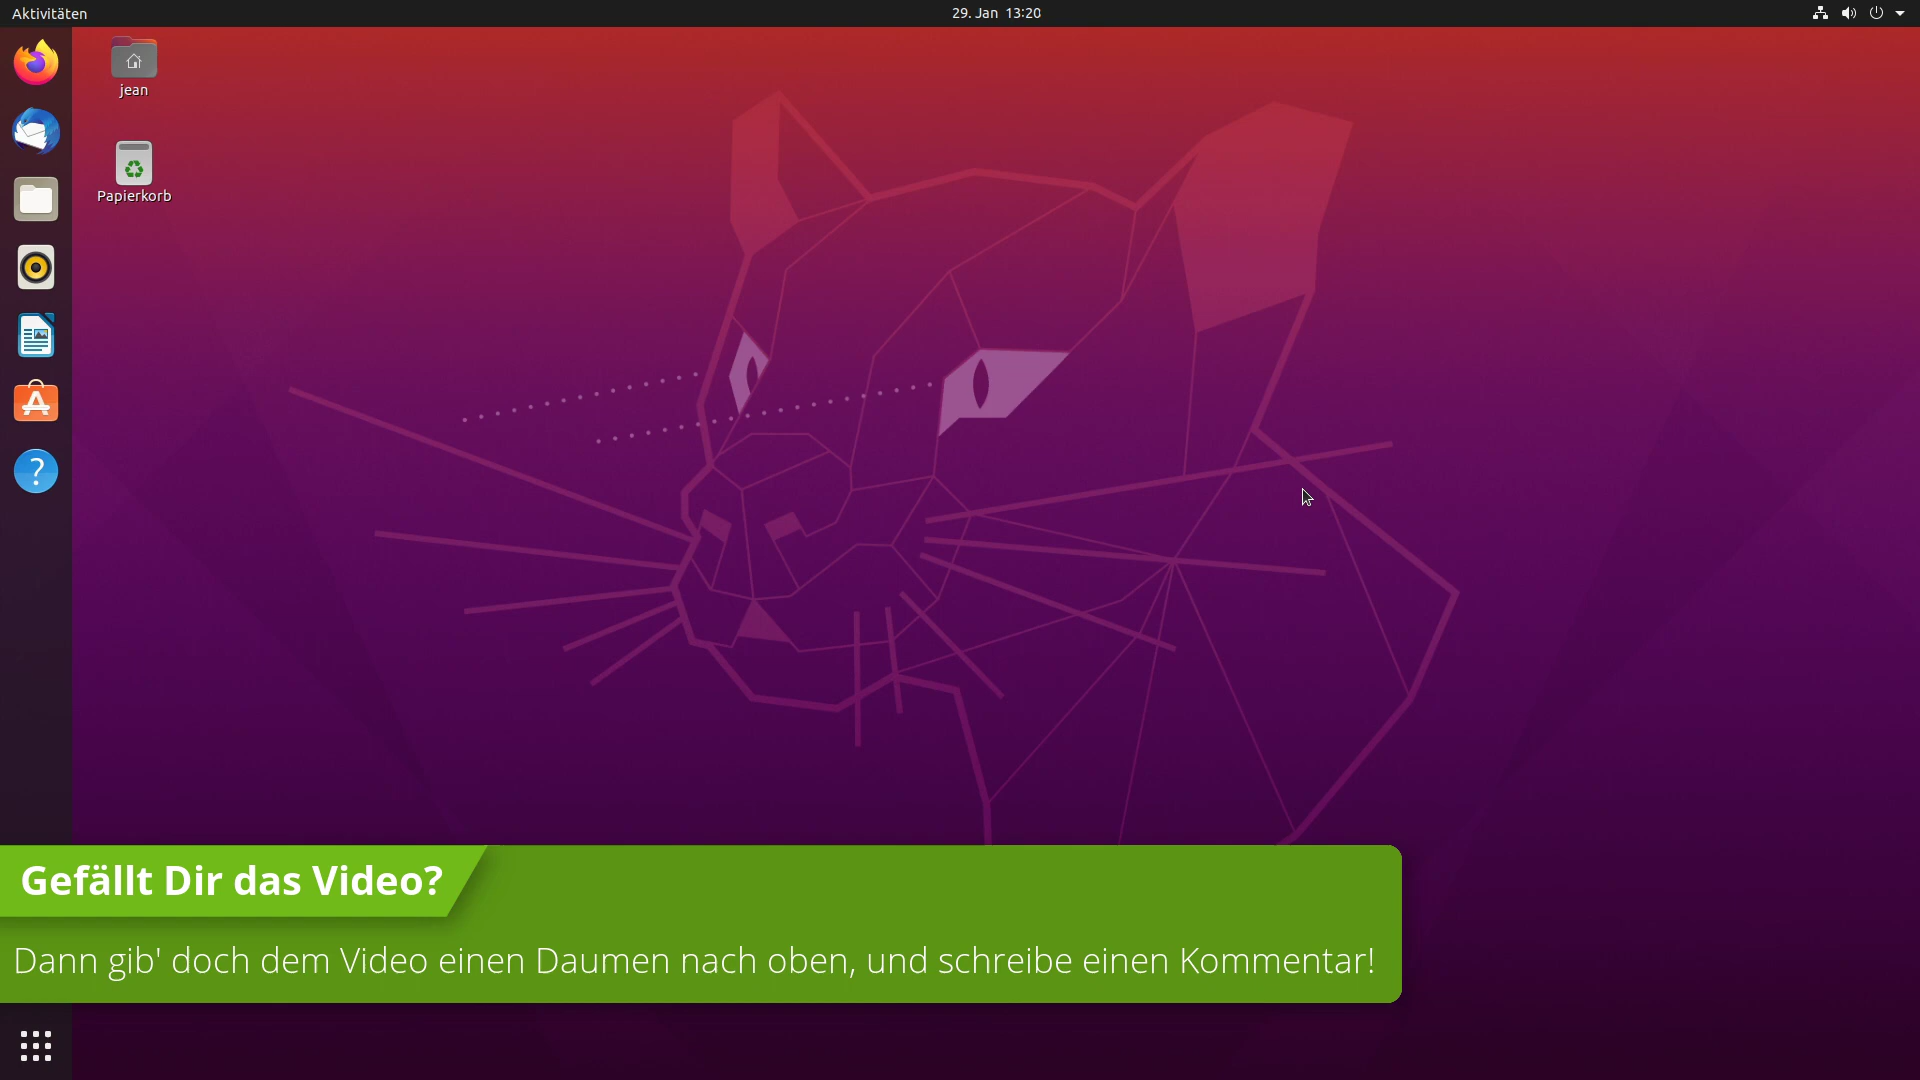 Aktivitäten
29. Jan 13:20
jean
Papierkorb
Gefällt Dir das Video?
Dann gib' doch dem Video einen Daumen nach oben, und schreibe einen Kommentar!